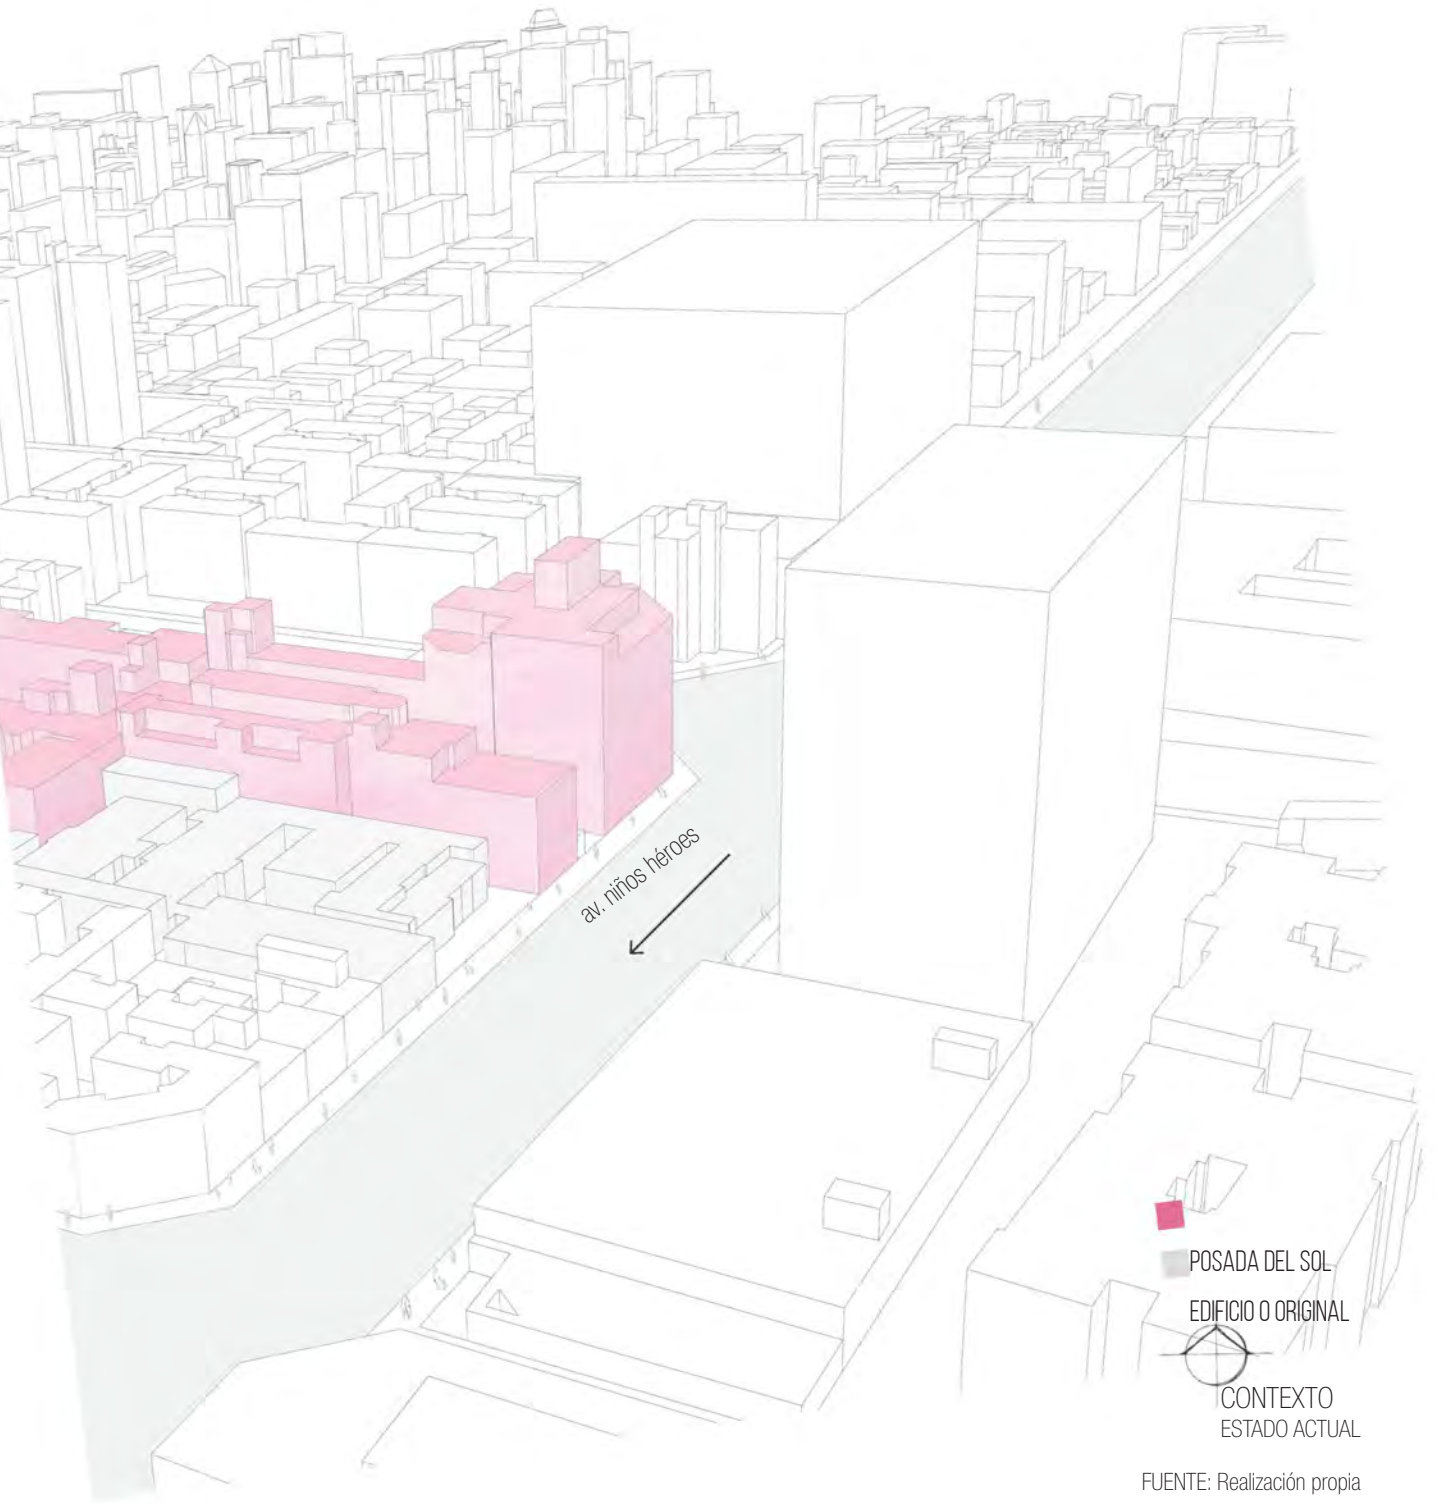 av. niños héroes
POSADA DEL SOL
EDIFICIO O ORIGINAL
CONTEXTO
ESTADO ACTUAL
FUENTE: Realización propia